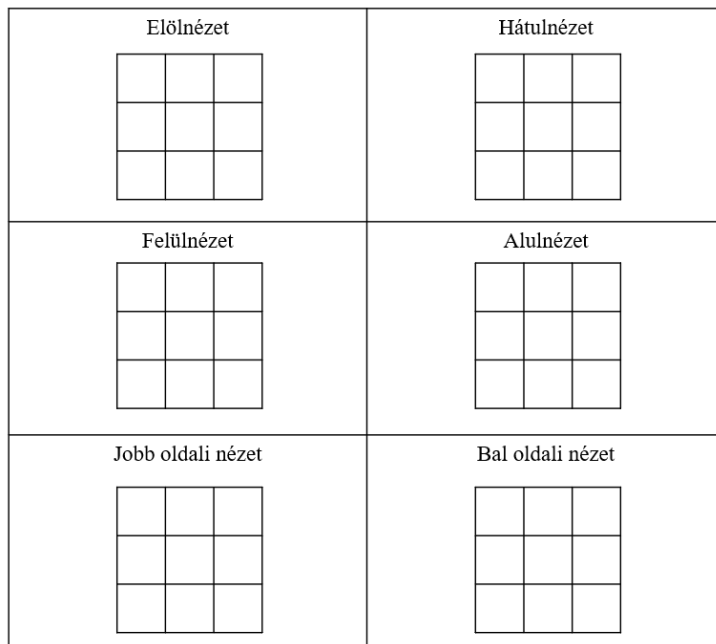 Elölnézet
Hátulnézet
Felülnézet
Alulnézet
Jobb oldali nézet
Bal oldali nézet